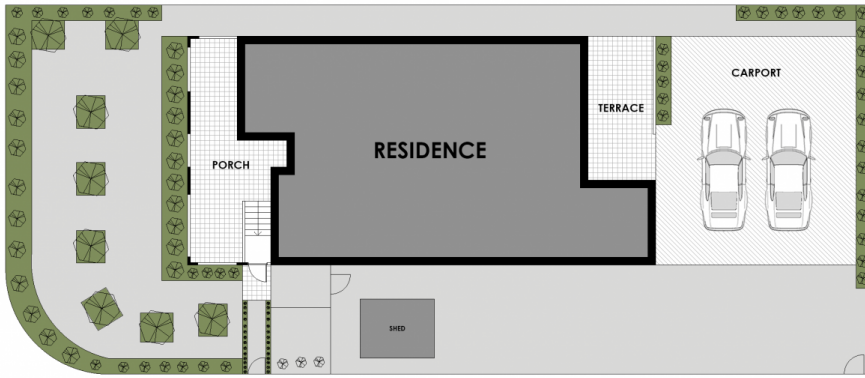 CARPORT
TERRACE
RESIDENCE
PORCH
SHED